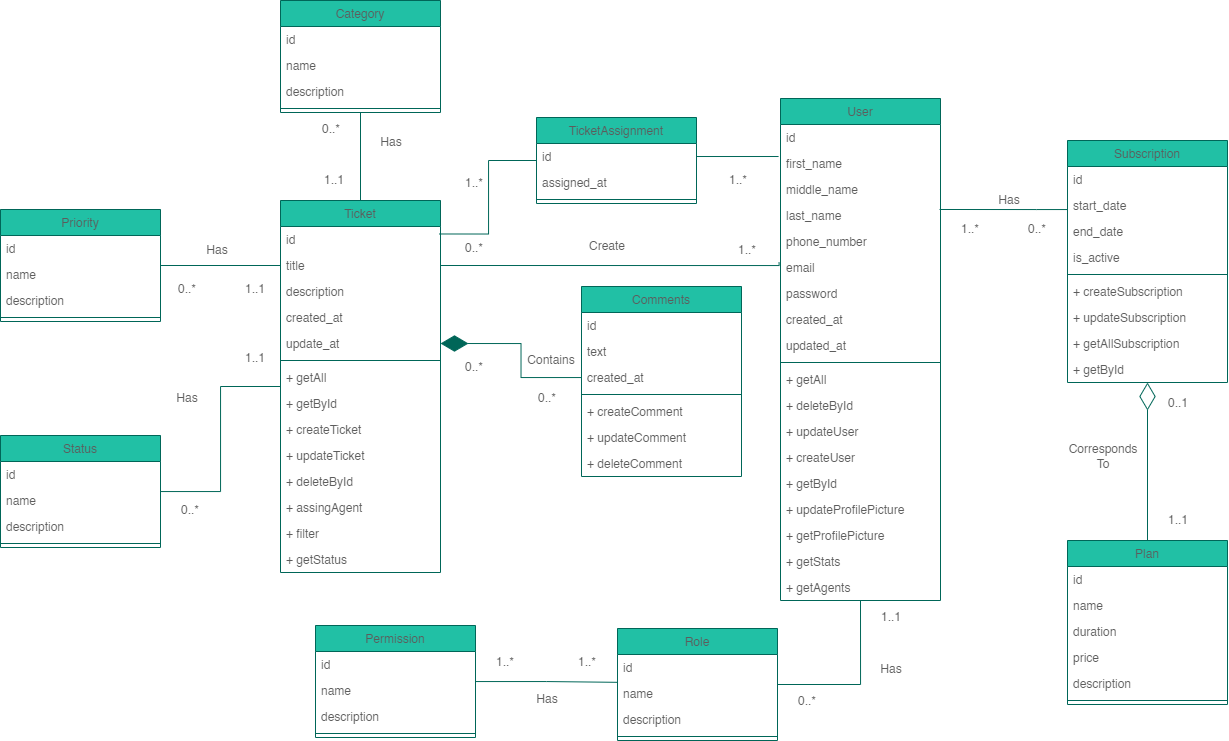 Category
id
name
description
0..*
Has
1..1
TicketAssignment
id
assigned_at
1..*
1..*
User
id
first_name
middle_name
last_name
phone_number
email
password
created_at
updated_at
+ getAll
+ deleteById
+ updateUser
+ createUser
+ getById
+ updateProfilePicture
+ getProfilePicture
+ getStats
+ getAgents
Has
1..*
0..*
Subscription
id
start_date
end_date
is_active
+ createSubscription
+ updateSubscription
+ getAllSubscription
+ getById
0..1
Corresponds
To
1..1
Plan
id
name
duration
price
description
Priority
id
name
description
Has
0..*
1..1
Ticket
id
title
description
created_at
update_at
+ getAll
+ getById
+ createTicket
+ updateTicket
+ deleteById
+ assingAgent
+ filter
+ getStatus
0..*
Create
1..*
Comments
id
text
created_at
+ createComment
+ updateComment
+ deleteComment
Contains
0..*
0..*
1..1
Has
Status
id
name
description
0..*
Permission
id
name
description
1..*
1..*
Has
Role
id
name
description
1..1
Has
0..*